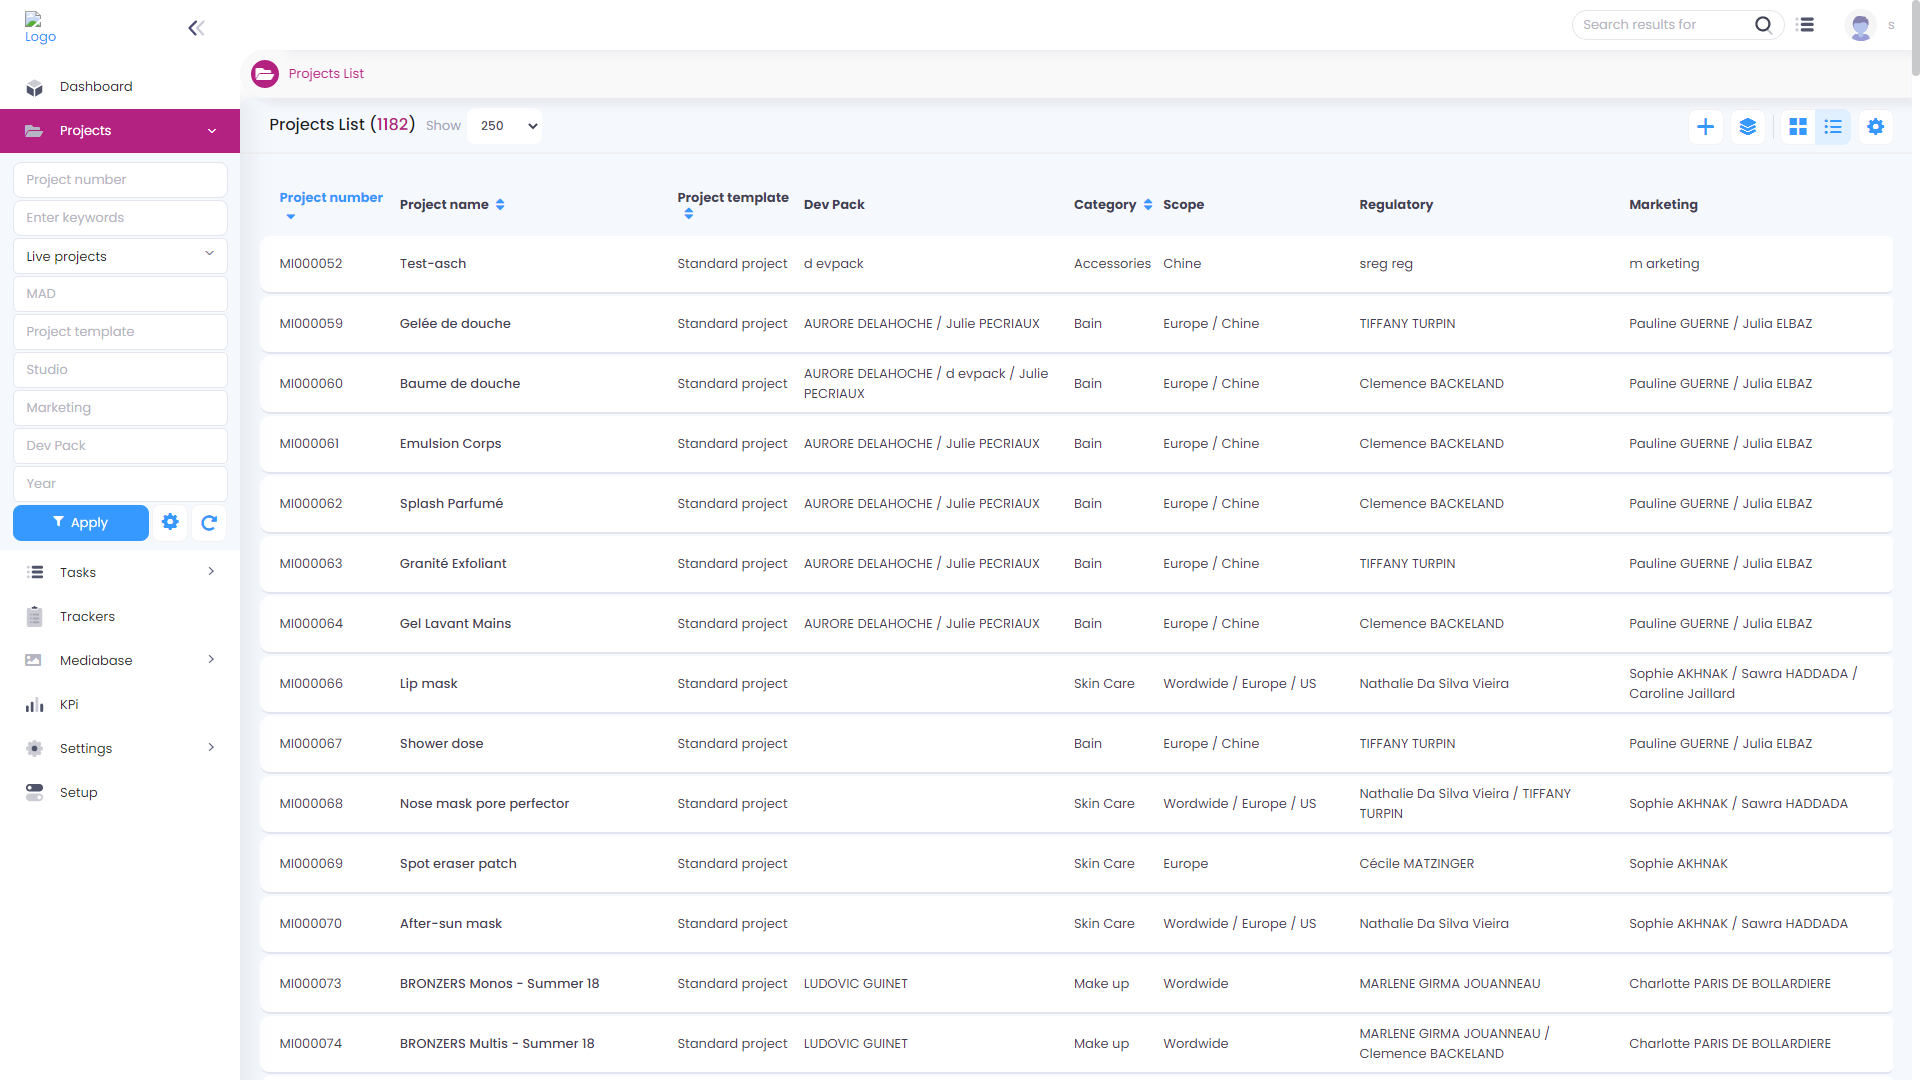 Logo
Search results for
s
Dashboard
Projects
Project number
Enter keywords
Live projects
MAD
Project template
Studio
Marketing
Dev Pack
Year
Apply
Tasks
Trackers
Mediabase
KPi
Settings
Setup
Projects List
Projects List (1182) Show 250
Project number Project name Project template Dev Pack Category Scope Regulatory Marketing
MI000052 Test-asch Standard project d evpack Accessories Chine sreg reg m arketing
MI000059 Gelée de douche Standard project AURORE DELAHOCHE / Julie PECRIAUX Bain Europe / Chine TIFFANY TURPIN Pauline GUERNE / Julia ELBAZ
MI000060 Baume de douche Standard project AURORE DELAHOCHE / d evpack / Julie
PECRIAUX Bain Europe / Chine Clemence BACKELAND Pauline GUERNE / Julia ELBAZ
MI000061 Emulsion Corps Standard project AURORE DELAHOCHE / Julie PECRIAUX Bain Europe / Chine Clemence BACKELAND Pauline GUERNE / Julia ELBAZ
MI000062 Splash Parfumé Standard project AURORE DELAHOCHE / Julie PECRIAUX Bain Europe / Chine Clemence BACKELAND Pauline GUERNE / Julia ELBAZ
MI000063 Granité Exfoliant Standard project AURORE DELAHOCHE / Julie PECRIAUX Bain Europe / Chine TIFFANY TURPIN Pauline GUERNE / Julia ELBAZ
MI000064 Gel Lavant Mains Standard project AURORE DELAHOCHE / Julie PECRIAUX Bain Europe / Chine Clemence BACKELAND Pauline GUERNE / Julia ELBAZ
MI000066 Lip mask Standard project Skin Care Wordwide / Europe / US Nathalie Da Silva Vieira Sophie AKHNAK / Sawra HADDADA /
Caroline Jaillard
MI000067 Shower dose Standard project Bain Europe / Chine TIFFANY TURPIN Pauline GUERNE / Julia ELBAZ
MI000068 Nose mask pore perfector Standard project Skin Care Wordwide / Europe / US Nathalie Da Silva Vieira / TIFFANY
TURPIN Sophie AKHNAK / Sawra HADDADA
MI000069 Spot eraser patch Standard project Skin Care Europe Cécile MATZINGER Sophie AKHNAK
MI000070 After-sun mask Standard project Skin Care Wordwide / Europe / US Nathalie Da Silva Vieira Sophie AKHNAK / Sawra HADDADA
MI000073 BRONZERS Monos - Summer 18 Standard project LUDOVIC GUINET Make up Wordwide MARLENE GIRMA JOUANNEAU Charlotte PARIS DE BOLLARDIERE
MI000074 BRONZERS Multis - Summer 18 Standard project LUDOVIC GUINET Make up Wordwide MARLENE GIRMA JOUANNEAU /
Clemence BACKELAND Charlotte PARIS DE BOLLARDIERE